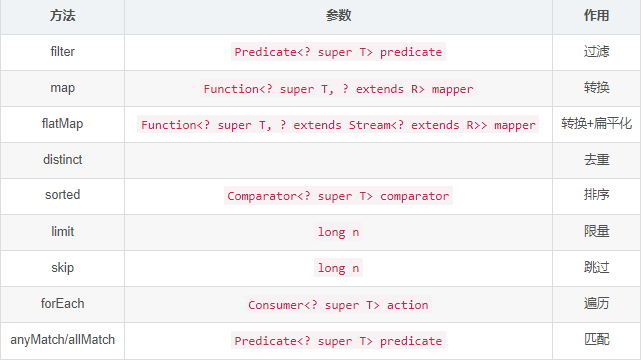 方法 参数 作用
filter Predicate<? super T> predicate 过滤
map Function<? super T, ? extends R> mapper 转换
flatMap Function<? super T, ? extends Stream<? extends R>> mapper 转换+扁平化
distinct 去重
sorted Comparator<? super T> comparator 排序
limit long n 限量
skip long n 跳过
forEach Consumer<? super T> action 遍历
anyMatch/allMatch Predicate<? super T> predicate 匹配